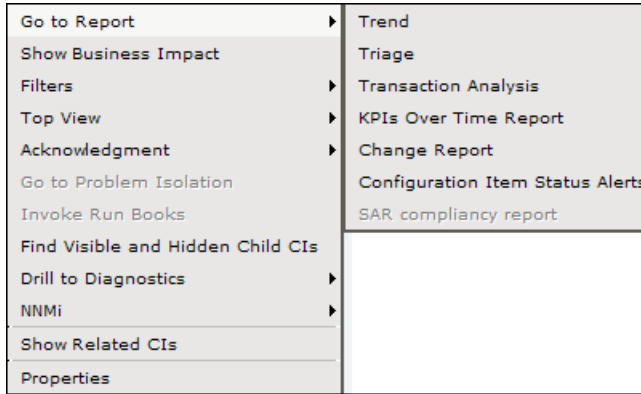 Go to Report
Show Business Impact
Filters
Top View
Acknowledgment
Go to Problem Isolation
Invoke Run Books
Find Visible and Hidden Child CIs
Drill to Diagnostics
NNMi
Show Related CIs
Properties
Trend
Triage
Transaction Analysis
KPIs Over Time Report
Change Report
Configuration Item Status Alerts
SAR compliancy report